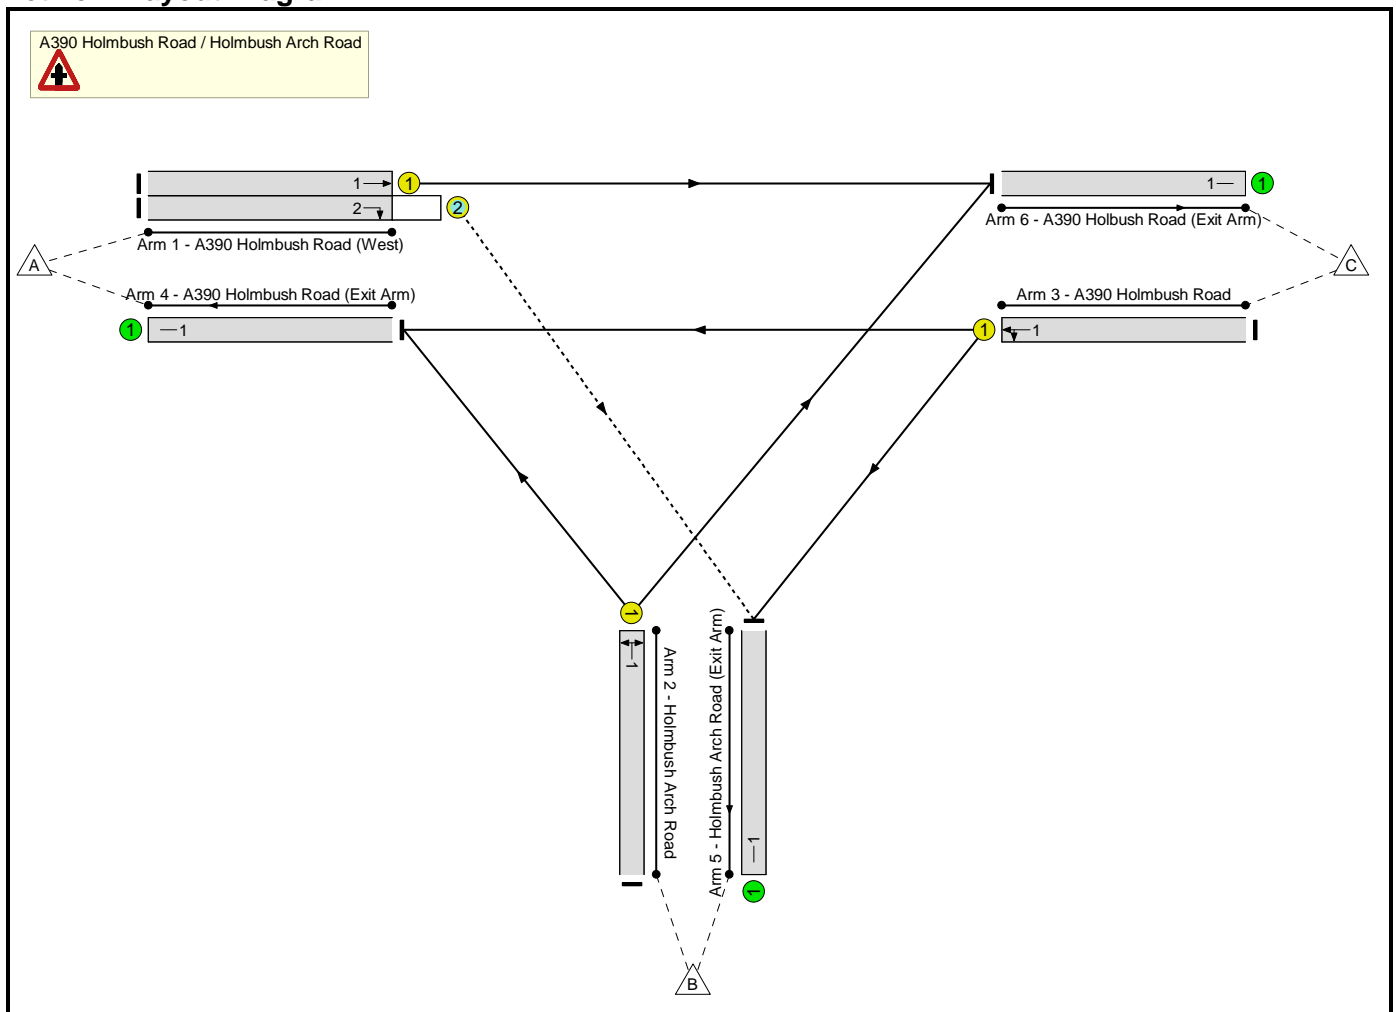 A390 Holmbush Road / Holmbush Arch Road
1
1
2
2
Arm 1 - A390 Holmbush Road (West)
A
Arm 4 - A390 Holmbush Road (Exit Arm)
1
1
1
1
Arm 6 - A390 Holbush Road (Exit Arm)
C
Arm 3 - A390 Holmbush Road
1
1
1
1
Arm 2 - Holmbush Arch Road
Arm 5 - Holmbush Arch Road (Exit Arm)
1
1
B